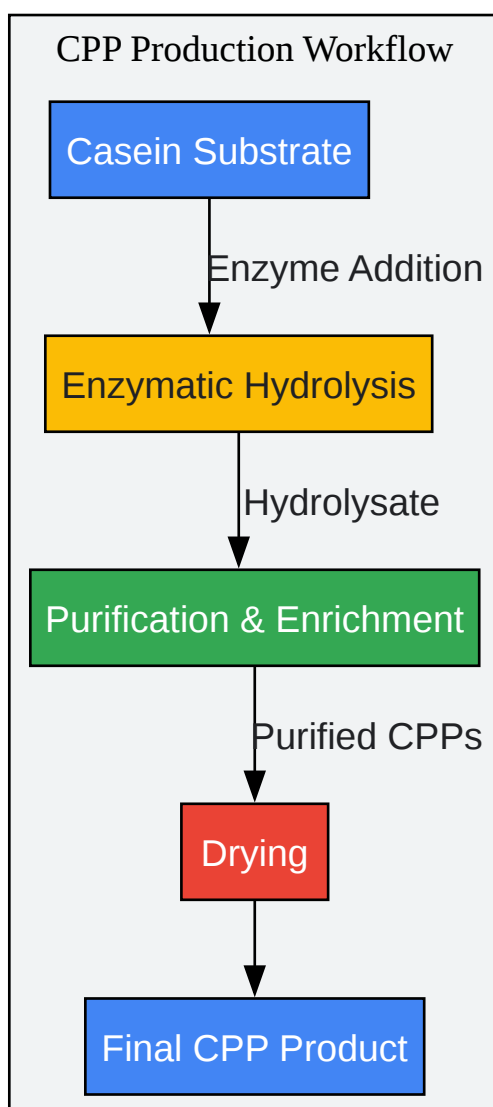 CPP Production Workflow
Casein Substrate
Enzyme Addition
Enzymatic Hydrolysis
Hydrolysate
Purification & Enrichment
Purified CPPs
Drying
Final CPP Product